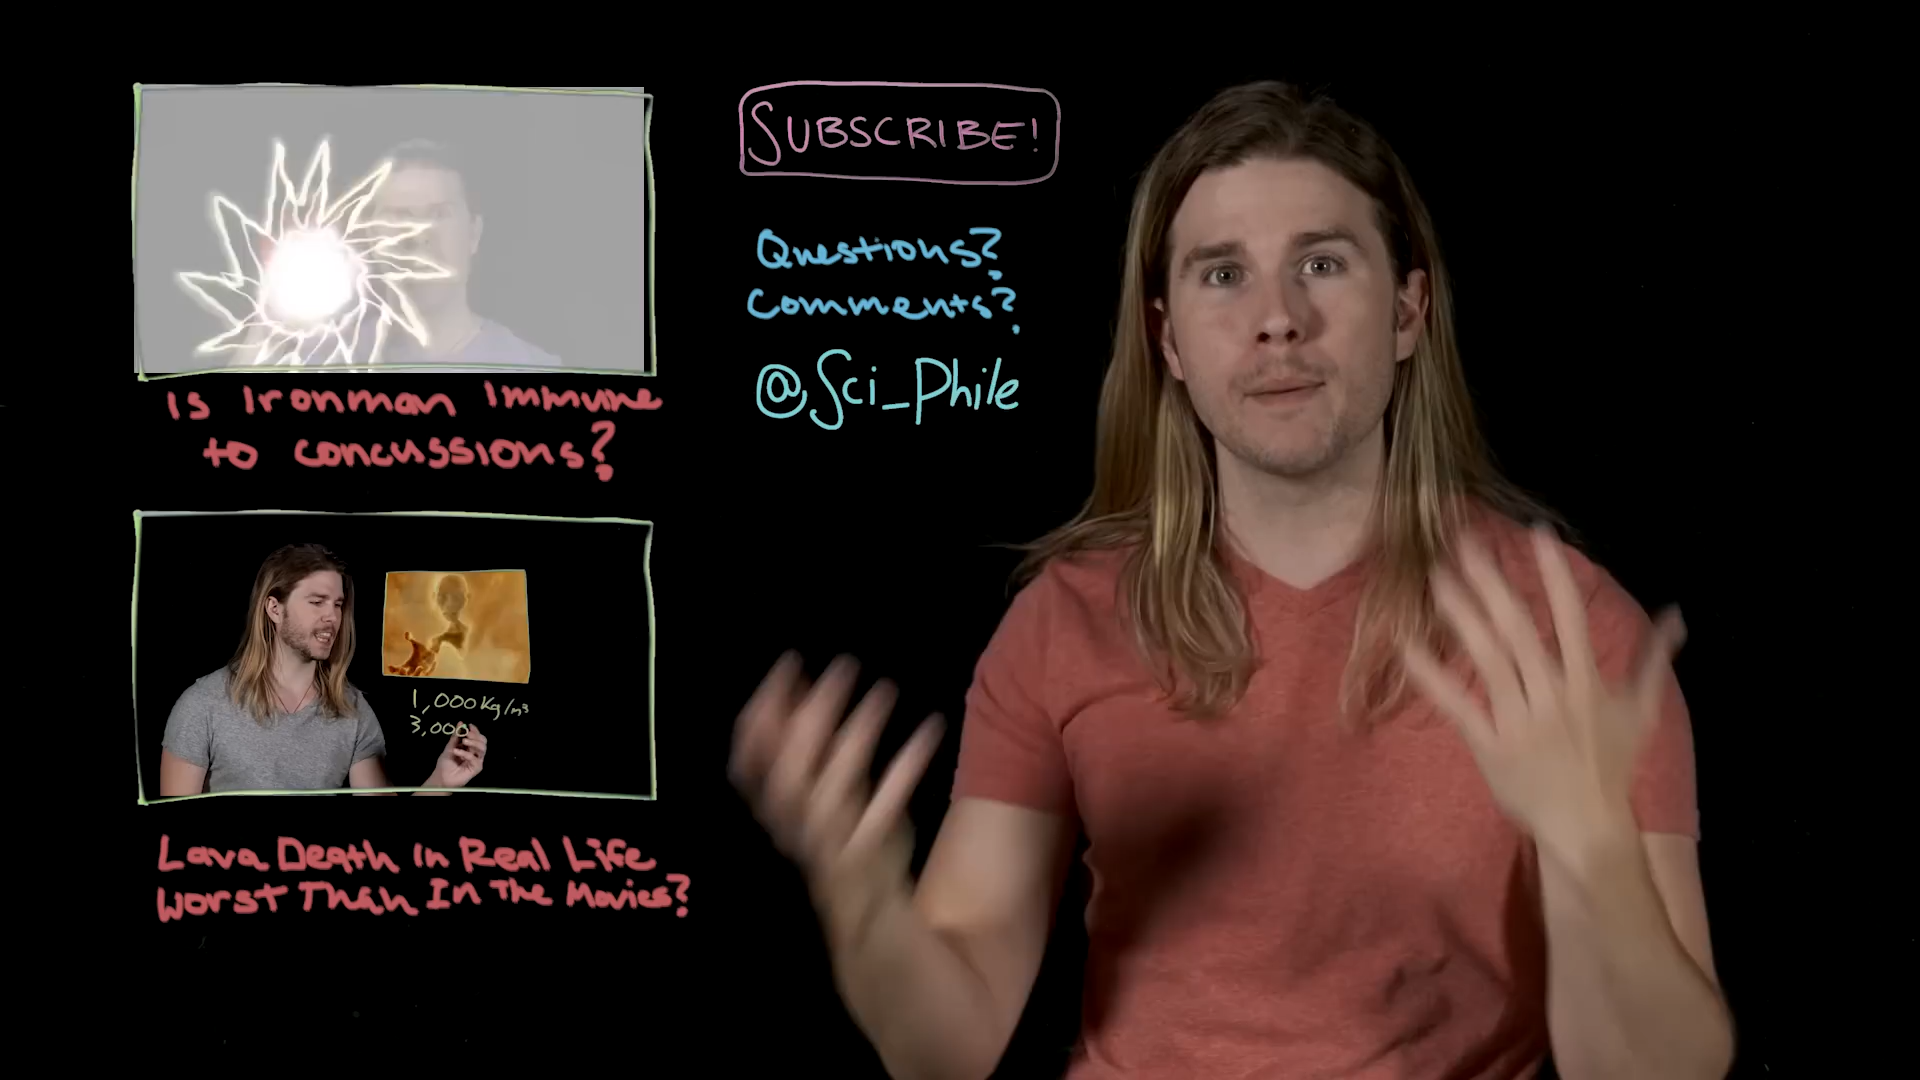 Is Ironman Immune
to concussions?
1,000 Kg/m³
3,000
Lava Death In Real Life
Worst Than In The Movies?
SUBSCRIBE!
Questions?
Comments?
@Sci_Phile